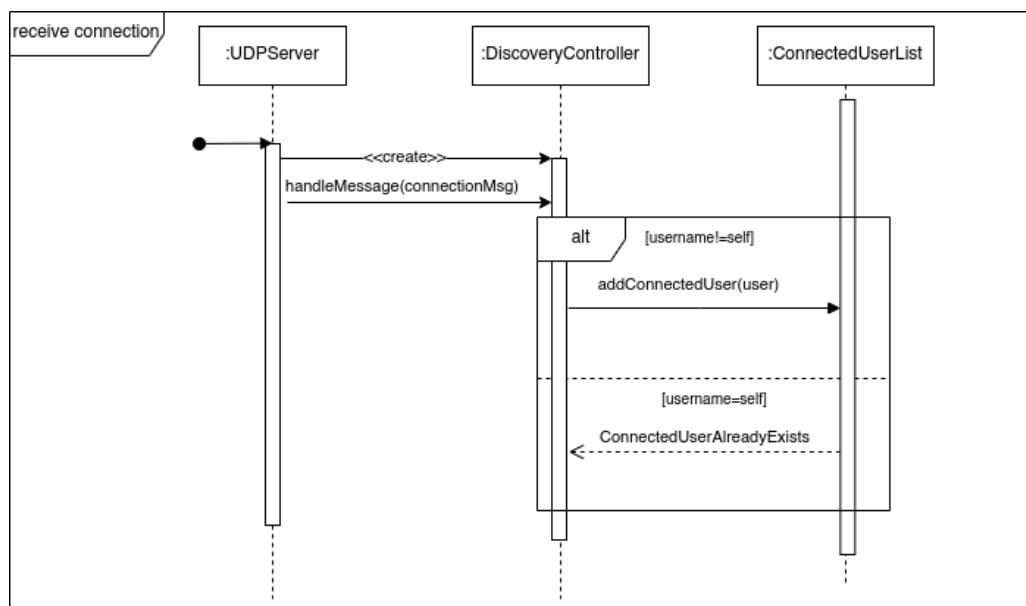 receive connection
:UDPServer
:DiscoveryController
:ConnectedUserList
<<create>>
handleMessage(connectionMsg)
alt
[username!=self]
addConnectedUser(user)
[username=self]
ConnectedUserAlreadyExists